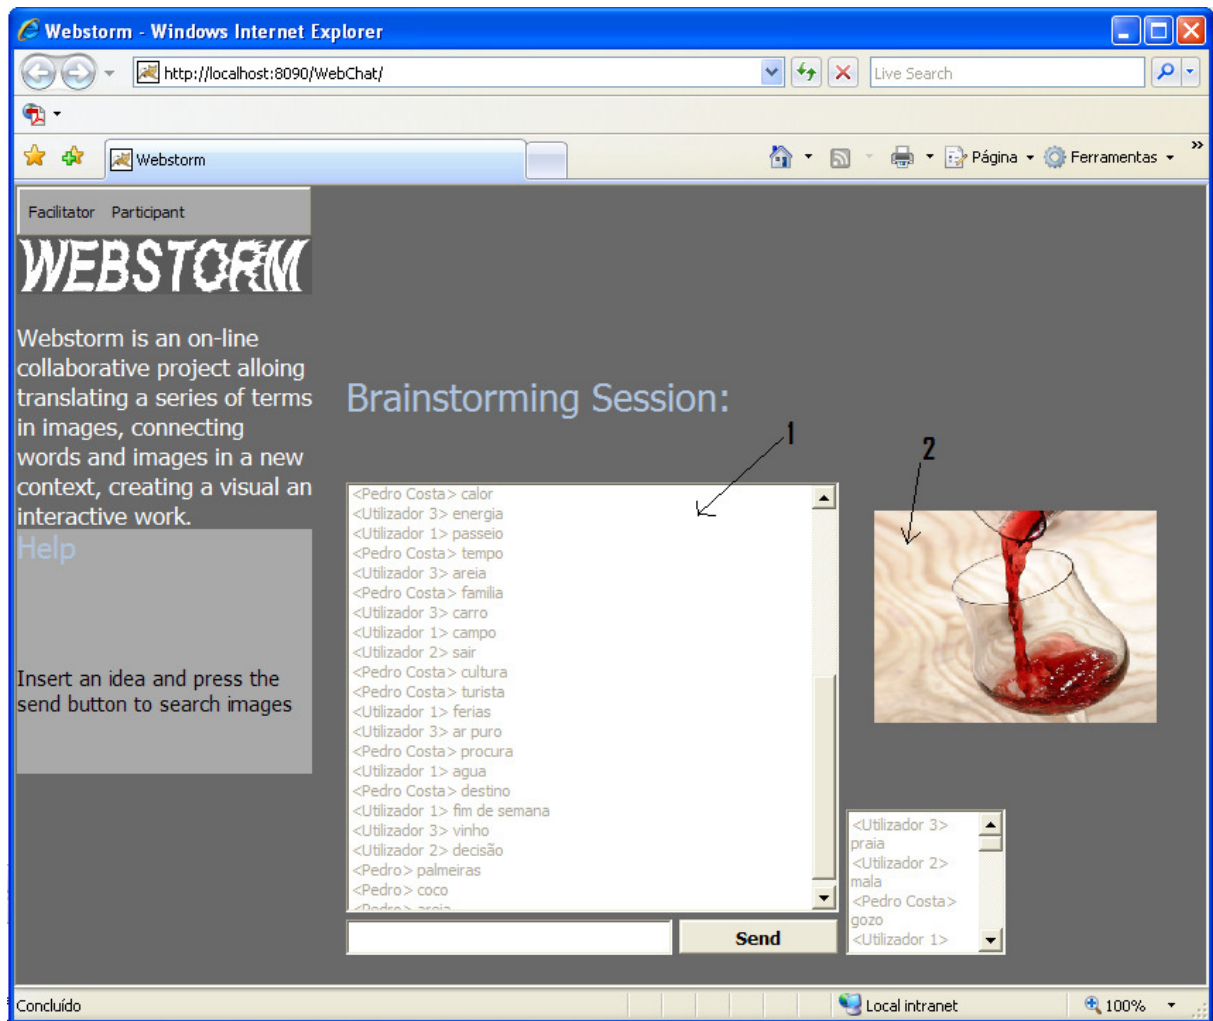 Webstorm - Windows Internet Explorer
http://localhost:8090/WebChat/
Live Search
Webstorm
Página
Ferramentas
»
Facilitator Participant
WEBSTORM
Webstorm is an on-line
collaborative project alloing
translating a series of terms
in images, connecting
words and images in a new
context, creating a visual an
interactive work.
Help
Insert an idea and press the
send button to search images
Brainstorming Session:
1
2
<Pedro Costa> calor
<Utilizador 3> energia
<Utilizador 1> passeio
<Pedro Costa> tempo
<Utilizador 3> areia
<Pedro Costa> familia
<Utilizador 3> carro
<Utilizador 1> campo
<Utilizador 2> sair
<Pedro Costa> cultura
<Pedro Costa> turista
<Utilizador 1> ferias
<Utilizador 3> ar puro
<Pedro Costa> procura
<Utilizador 1> agua
<Pedro Costa> destino
<Utilizador 1> fim de semana
<Utilizador 3> vinho
<Utilizador 2> decisão
<Pedro> palmeiras
<Pedro> coco
<Pedro> areia
Send
<Utilizador 3>
praia
<Utilizador 2>
mala
<Pedro Costa>
gozo
<Utilizador 1>
Concluído
Local intranet
100%